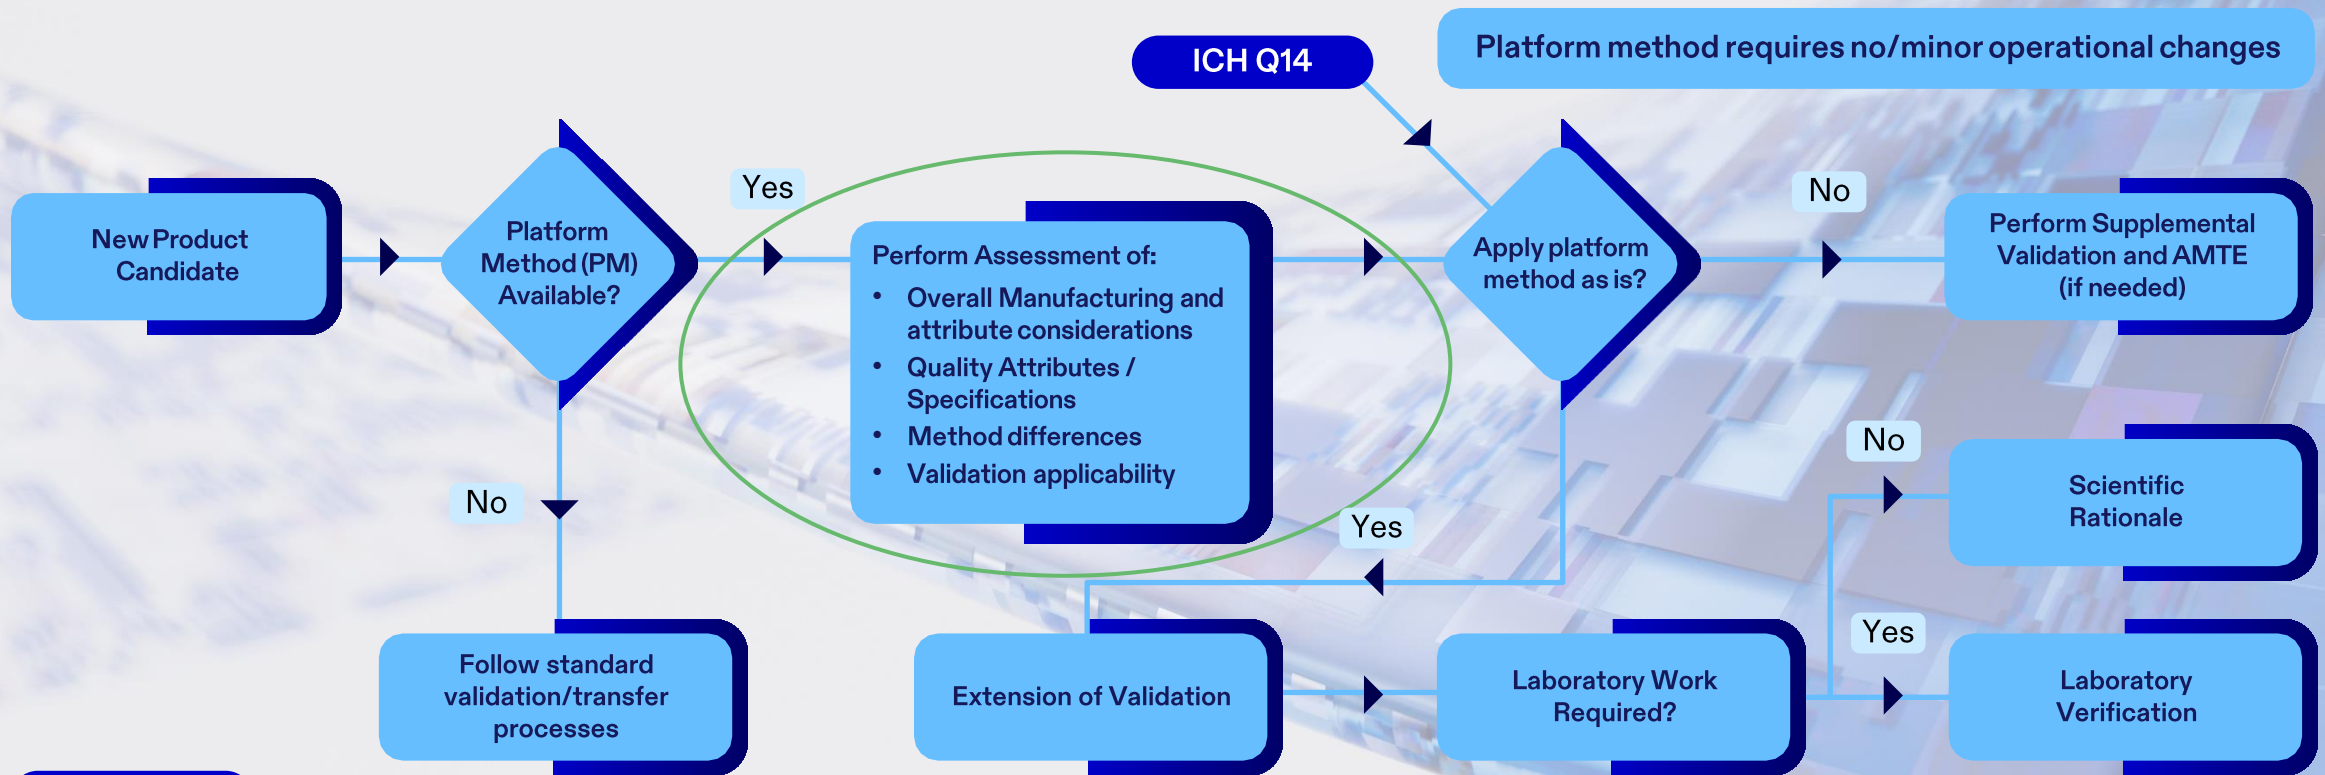 ICH Q14
Platform method requires no/minor operational changes
New Product
Candidate
Platform
Method (PM)
Available?
Yes
Perform Assessment of:
• Overall Manufacturing and
attribute considerations
• Quality Attributes /
Specifications
• Method differences
• Validation applicability
Apply platform
method as is?
No
Perform Supplemental
Validation and AMTE
(if needed)
No
Yes
No
Scientific
Rationale
Follow standard
validation/transfer
processes
Extension of Validation
Laboratory Work
Required?
Yes
Laboratory
Verification